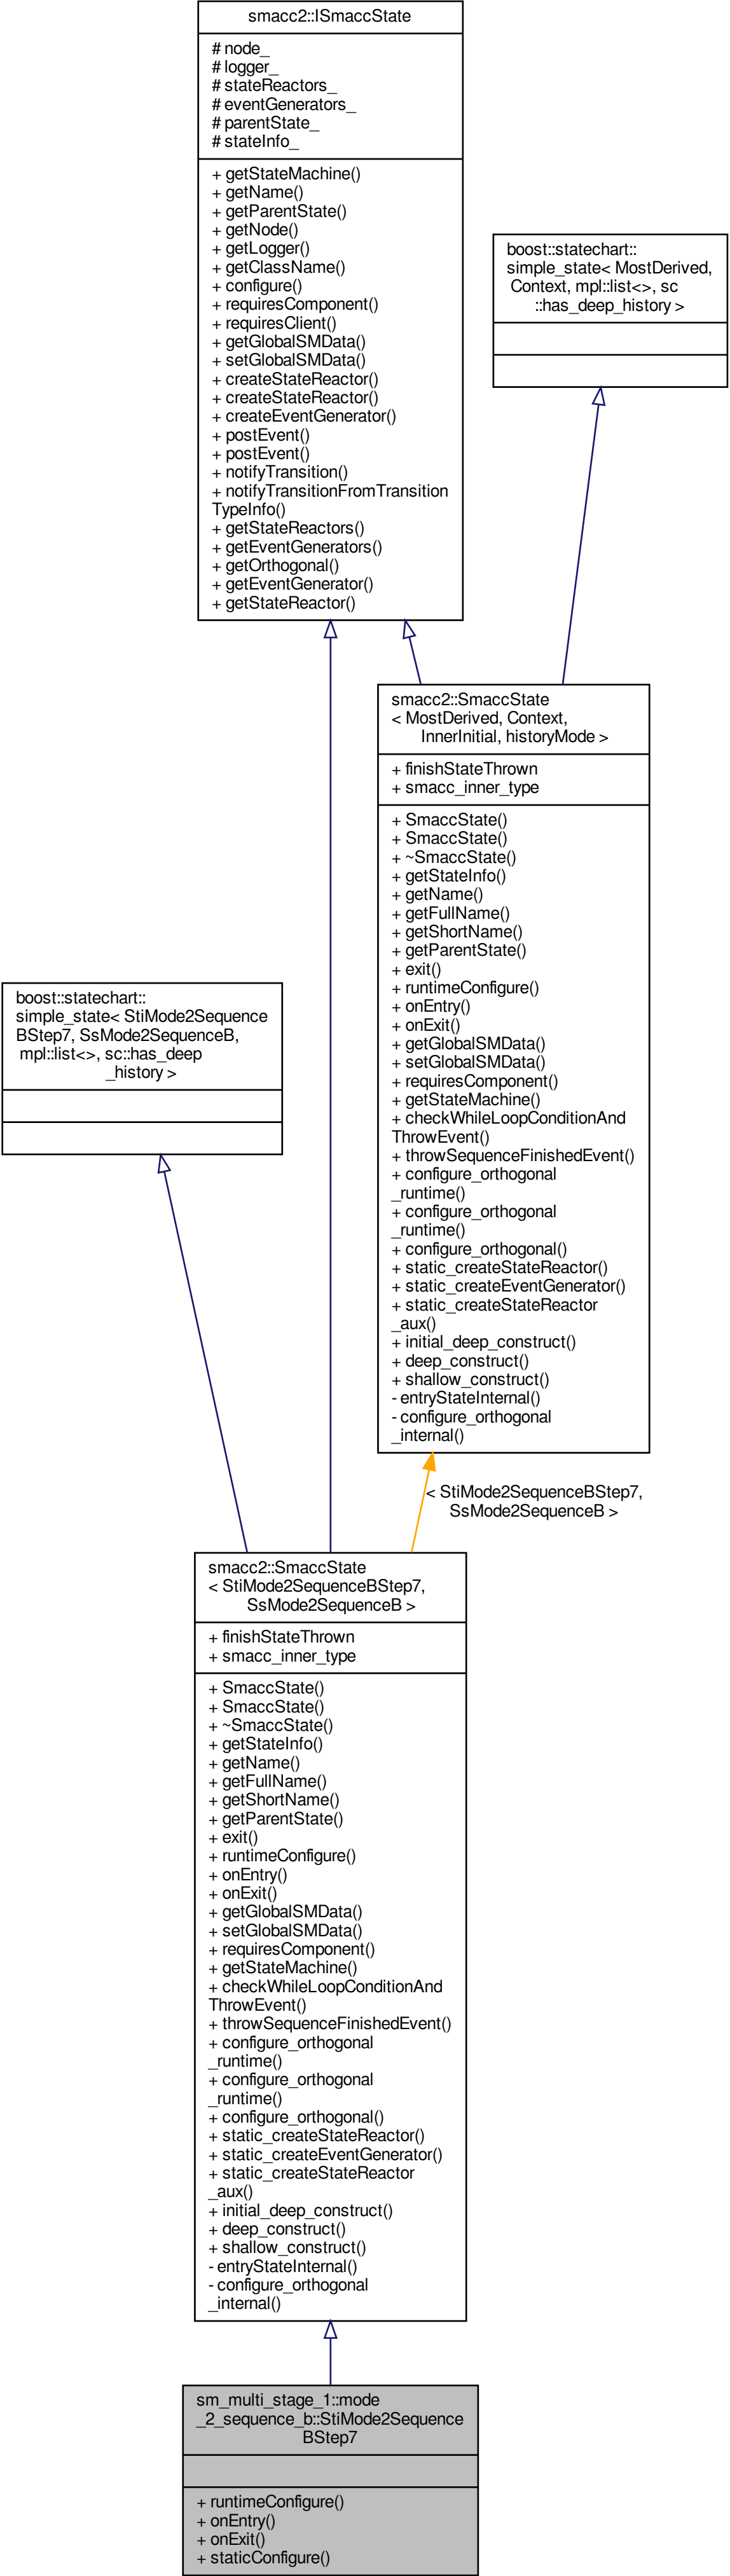 smacc2::ISmaccState
# node_
# logger_
# stateReactors_
# eventGenerators_
# parentState_
# stateInfo_
+ getStateMachine()
+ getName()
+ getParentState()
+ getNode()
+ getLogger()
+ getClassName()
+ configure()
+ requiresComponent()
+ requiresClient()
+ getGlobalSMData()
+ setGlobalSMData()
+ createStateReactor()
+ createStateReactor()
+ createEventGenerator()
+ postEvent()
+ postEvent()
+ notifyTransition()
+ notifyTransitionFromTransition
TypeInfo()
+ getStateReactors()
+ getEventGenerators()
+ getOrthogonal()
+ getEventGenerator()
+ getStateReactor()
boost::statechart::
simple_state< MostDerived,
Context, mpl::list<>, sc
::has_deep_history >
smacc2::SmaccState
< MostDerived, Context,
InnerInitial, historyMode >
+ finishStateThrown
+ smacc_inner_type
+ SmaccState()
+ SmaccState()
+ ~SmaccState()
+ getStateInfo()
+ getName()
+ getFullName()
+ getShortName()
+ getParentState()
+ exit()
+ runtimeConfigure()
+ onEntry()
+ onExit()
+ getGlobalSMData()
+ setGlobalSMData()
+ requiresComponent()
+ getStateMachine()
+ checkWhileLoopConditionAnd
ThrowEvent()
+ throwSequenceFinishedEvent()
+ configure_orthogonal
_runtime()
+ configure_orthogonal
_runtime()
+ configure_orthogonal()
+ static_createStateReactor()
+ static_createEventGenerator()
+ static_createStateReactor
_aux()
+ initial_deep_construct()
+ deep_construct()
+ shallow_construct()
- entryStateInternal()
- configure_orthogonal
_internal()
boost::statechart::
simple_state< StiMode2Sequence
BStep7, SsMode2SequenceB,
mpl::list<>, sc::has_deep
_history >
< StiMode2SequenceBStep7,
SsMode2SequenceB >
smacc2::SmaccState
< StiMode2SequenceBStep7,
SsMode2SequenceB >
+ finishStateThrown
+ smacc_inner_type
+ SmaccState()
+ SmaccState()
+ ~SmaccState()
+ getStateInfo()
+ getName()
+ getFullName()
+ getShortName()
+ getParentState()
+ exit()
+ runtimeConfigure()
+ onEntry()
+ onExit()
+ getGlobalSMData()
+ setGlobalSMData()
+ requiresComponent()
+ getStateMachine()
+ checkWhileLoopConditionAnd
ThrowEvent()
+ throwSequenceFinishedEvent()
+ configure_orthogonal
_runtime()
+ configure_orthogonal
_runtime()
+ configure_orthogonal()
+ static_createStateReactor()
+ static_createEventGenerator()
+ static_createStateReactor
_aux()
+ initial_deep_construct()
+ deep_construct()
+ shallow_construct()
- entryStateInternal()
- configure_orthogonal
_internal()
sm_multi_stage_1::mode
_2_sequence_b::StiMode2Sequence
BStep7
+ runtimeConfigure()
+ onEntry()
+ onExit()
+ staticConfigure()